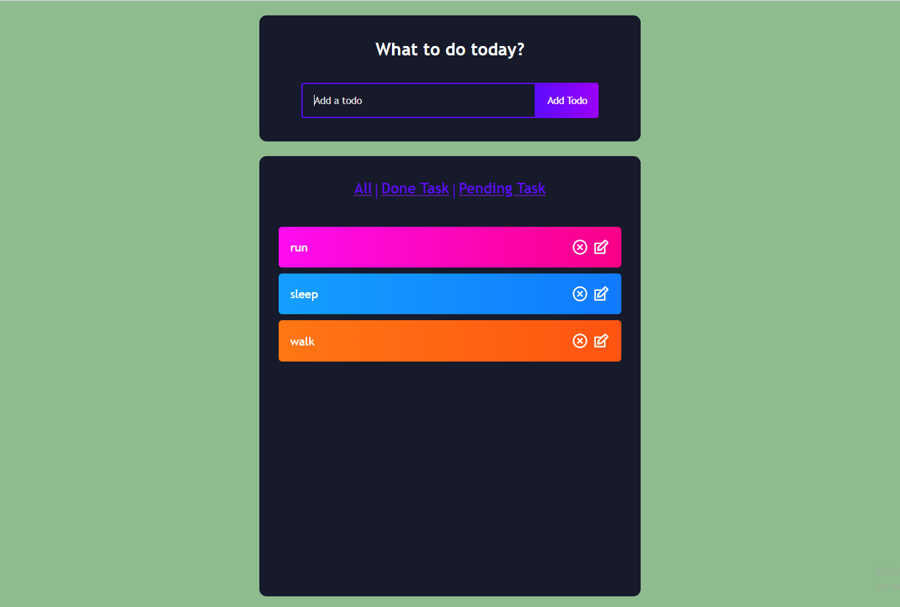 What to do today?
Add a todo
Add Todo
All | Done Task | Pending Task
run
sleep
walk